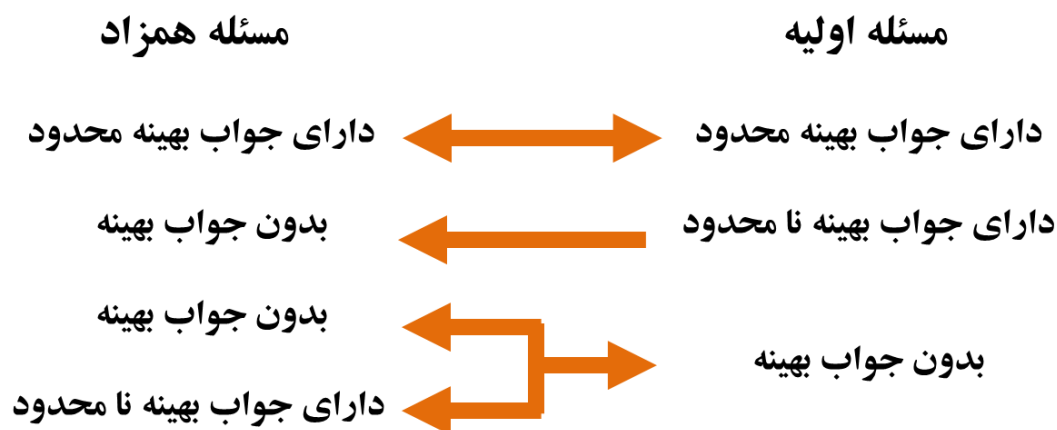 مسئله اولیه
مسئله همزاد
دارای جواب بهینه محدود
دارای جواب بهینه محدود
دارای جواب بهینه نا محدود
بدون جواب بهینه
بدون جواب بهینه
بدون جواب بهینه
دارای جواب بهینه نا محدود